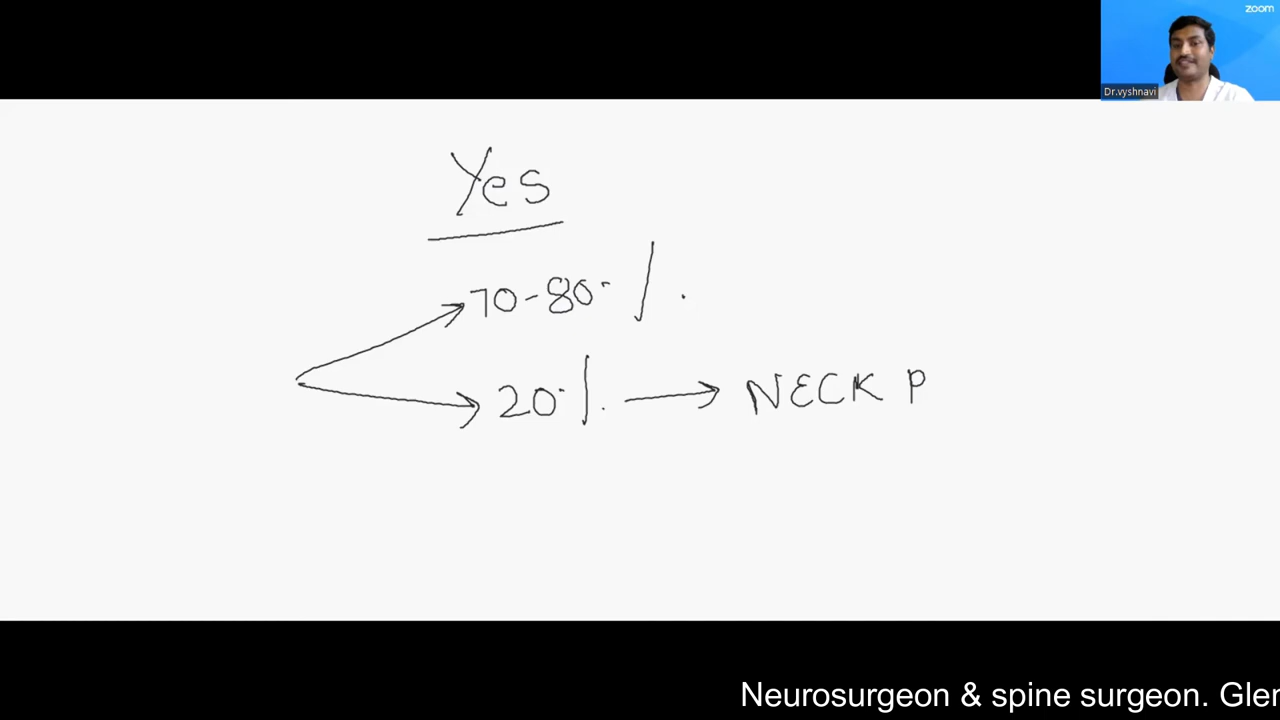 zoom
Dr.vyshnavi
Yes
70-80%.
20%. → NECK P
Neurosurgeon & spine surgeon. Gler